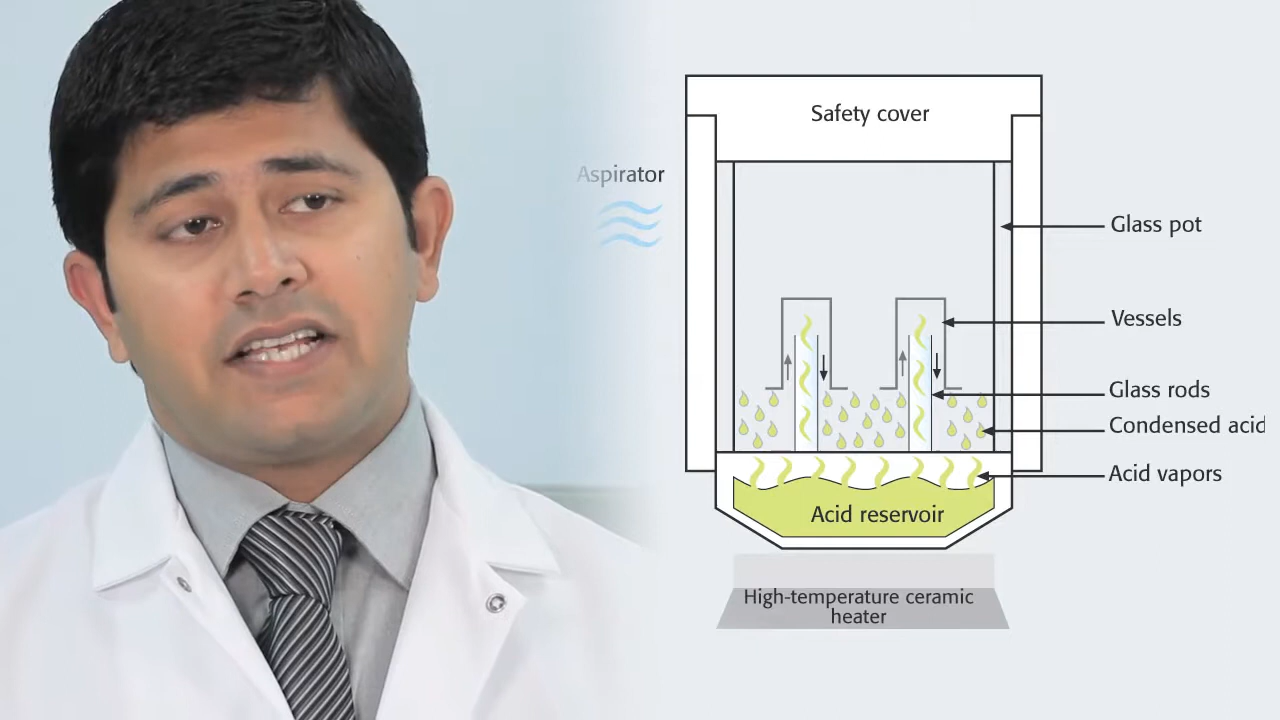 Safety cover
Aspirator
Glass pot
Vessels
Glass rods
Condensed acid
Acid vapors
Acid reservoir
High-temperature ceramic
heater